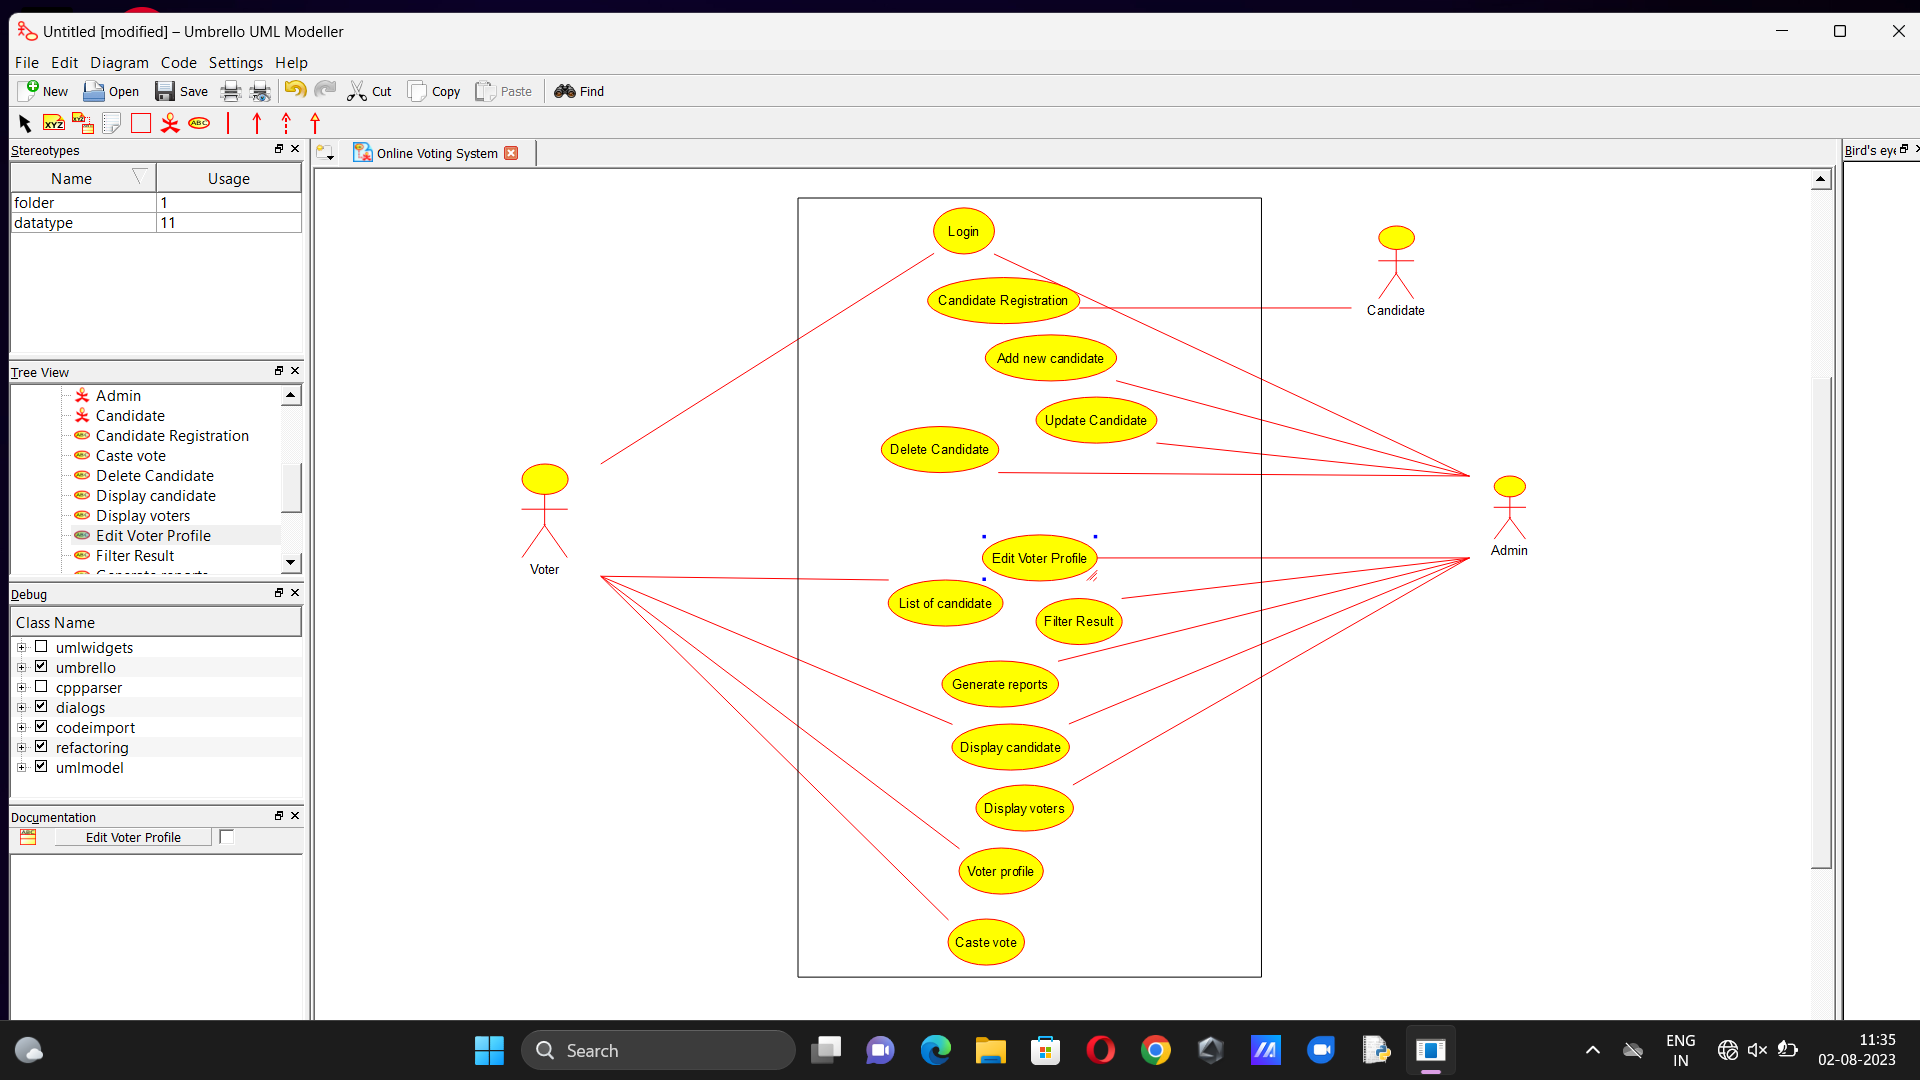 Untitled [modified] – Umbrello UML Modeller
File Edit Diagram Code Settings Help
New Open Save Cut Copy Paste Find
XYZ ABC
Stereotypes
Online Voting System
Bird's eye
Name Usage
folder 1
datatype 11
Tree View
Admin
Candidate
Candidate Registration
Caste vote
Delete Candidate
Display candidate
Display voters
Edit Voter Profile
Filter Result
Generate reports
Debug
Class Name
umlwidgets
umbrello
cppparser
dialogs
codeimport
refactoring
umlmodel
Documentation
Edit Voter Profile
Login
Candidate Registration
Candidate
Add new candidate
Update Candidate
Delete Candidate
Voter
Admin
Edit Voter Profile
List of candidate
Filter Result
Generate reports
Display candidate
Display voters
Voter profile
Caste vote
Search
ENG
IN
11:35
02-08-2023